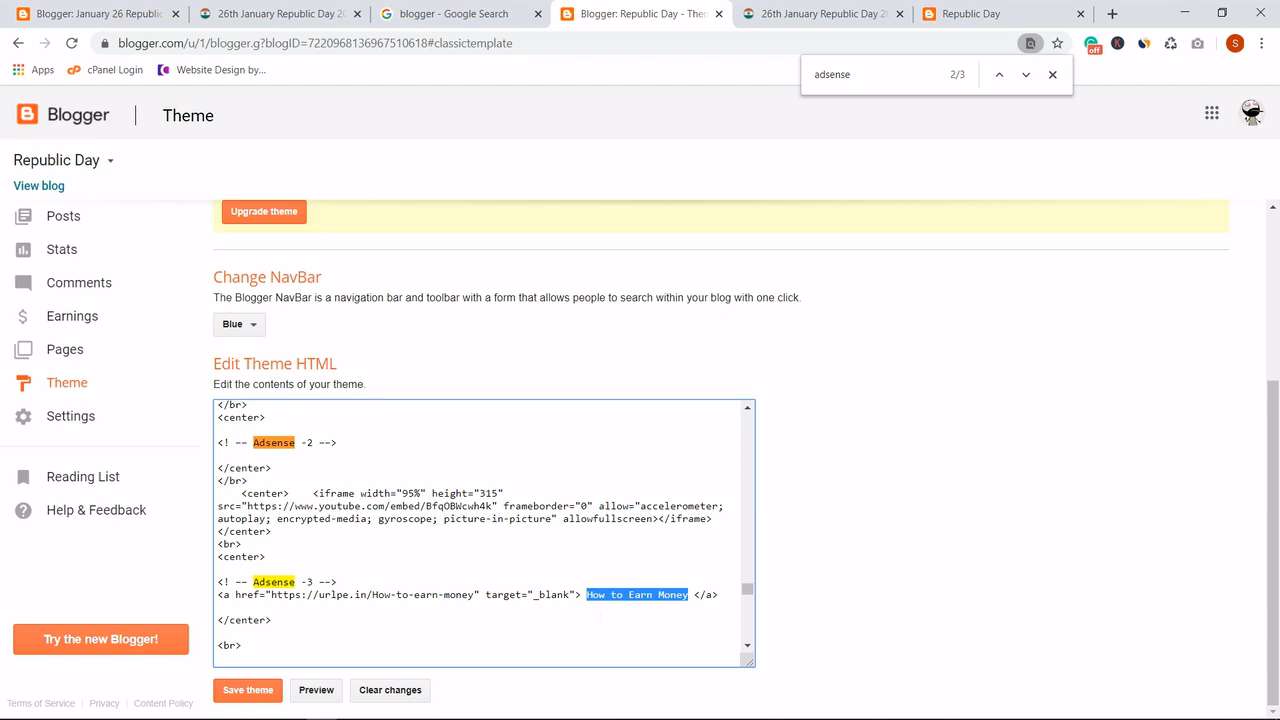 Blogger: January 26 Republi
26th January Republic Day 20
blogger - Google Search
Blogger: Republic Day - Them
26th January Republic Day 20
Republic Day
blogger.com/u/1/blogger.g?blogID=7220968136967510618#classictemplate
off
K
S
Apps
cPanel Login
Website Design by...
adsense
2/3
Blogger
Theme
Republic Day
View blog
Posts
Stats
Comments
Earnings
Pages
Theme
Settings
Reading List
Help & Feedback
Try the new Blogger!
Terms of Service | Privacy | Content Policy
Upgrade theme
Change NavBar
The Blogger NavBar is a navigation bar and toolbar with a form that allows people to search within your blog with one click.
Blue
Edit Theme HTML
Edit the contents of your theme.
</br>
<center>
<! -- Adsense -2 -->
</center>
</br>
<center> <iframe width="95%" height="315"
src="https://www.youtube.com/embed/BfqOBWcwh4k" frameborder="0" allow="accelerometer;
autoplay; encrypted-media; gyroscope; picture-in-picture" allowfullscreen></iframe>
</center>
<br>
<center>
<! -- Adsense -3 -->
<a href="https://urlpe.in/How-to-earn-money" target="_blank"> How to Earn Money </a>
</center>
<br>
Save theme
Preview
Clear changes